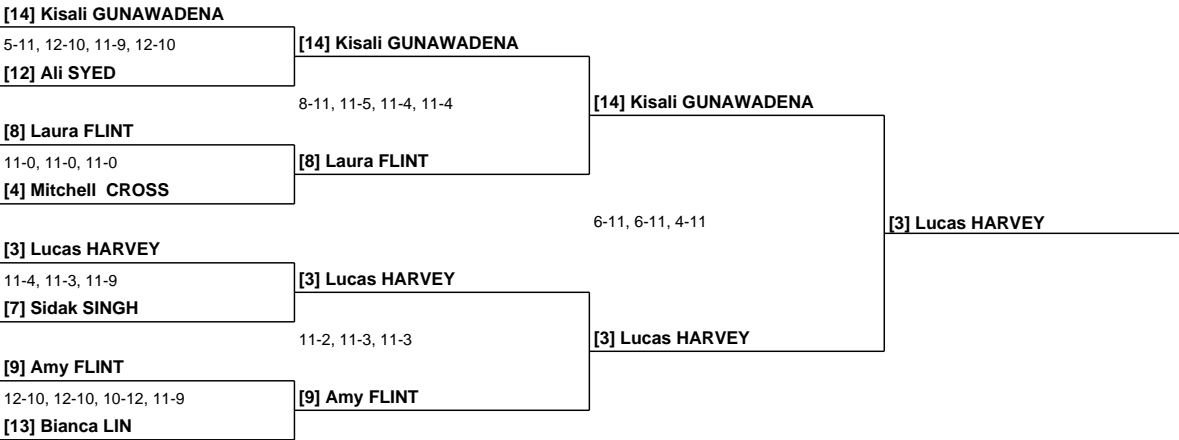 [14] Kisali GUNAWADENA
5-11, 12-10, 11-9, 12-10
[12] Ali SYED
[8] Laura FLINT
11-0, 11-0, 11-0
[4] Mitchell  CROSS
[3] Lucas HARVEY
11-4, 11-3, 11-9
[7] Sidak SINGH
[9] Amy FLINT
12-10, 12-10, 10-12, 11-9
[13] Bianca LIN
[14] Kisali GUNAWADENA
8-11, 11-5, 11-4, 11-4
[8] Laura FLINT
[3] Lucas HARVEY
11-2, 11-3, 11-3
[9] Amy FLINT
[14] Kisali GUNAWADENA
6-11, 6-11, 4-11
[3] Lucas HARVEY
[3] Lucas HARVEY